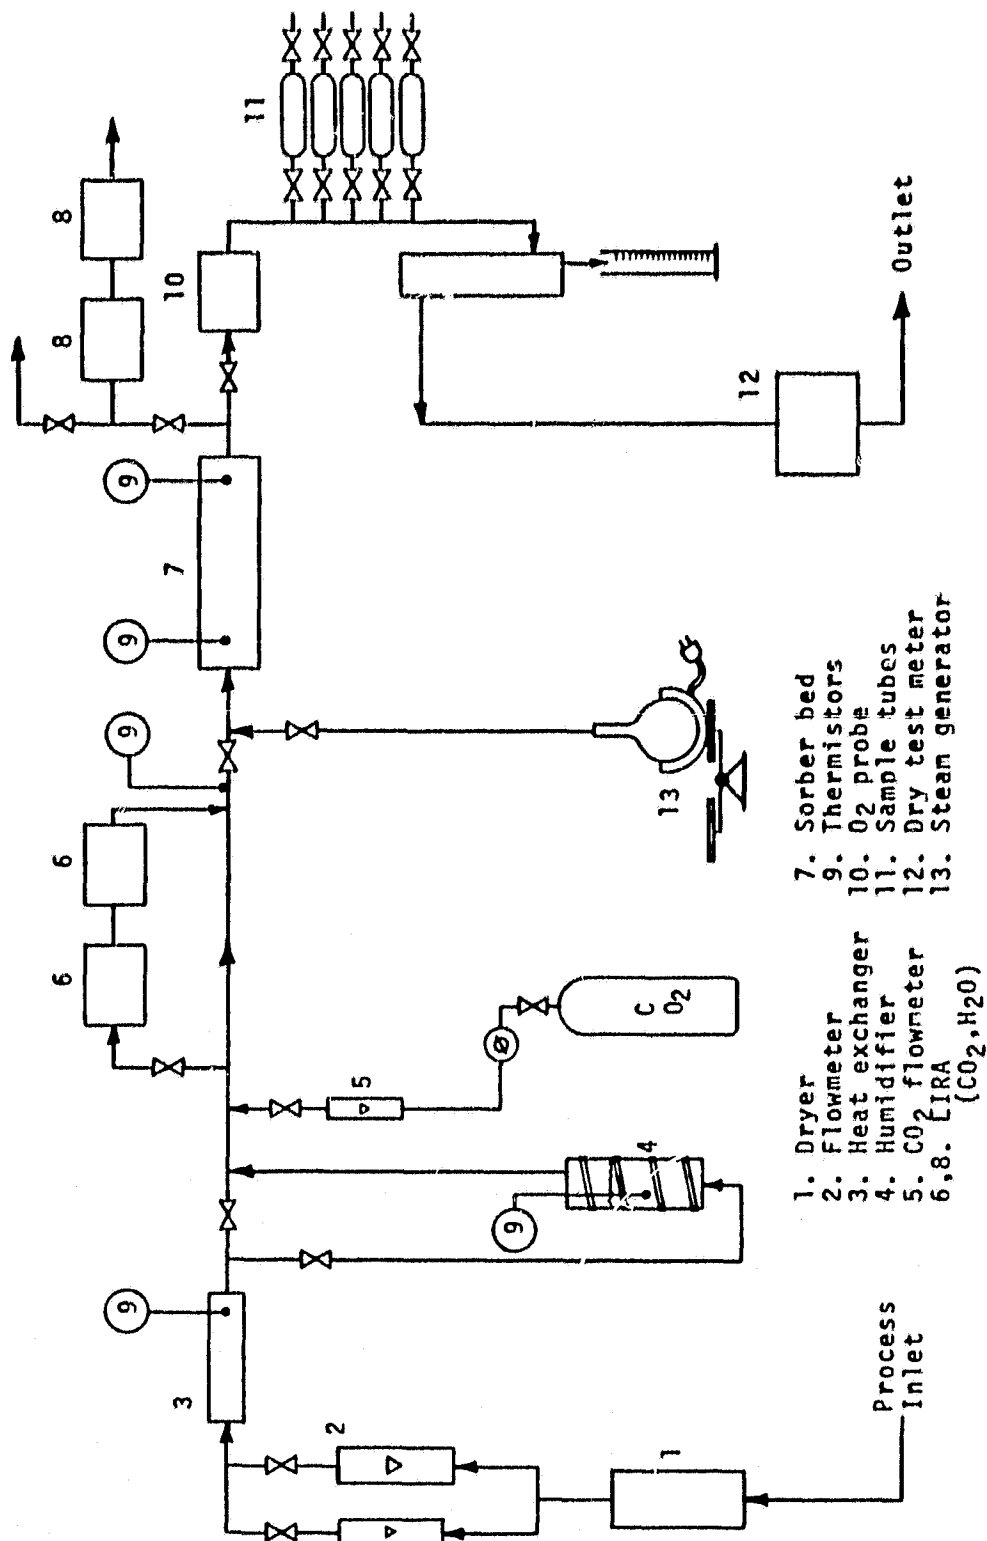 6
6
8
8
9
9
9
9
3
7
10
11
2
5
9
Ø
C
O₂
4
1
13
12
Process
Inlet
Outlet
1. Dryer
2. Flowmeter
3. Heat exchanger
4. Humidifier
5. CO₂ flowmeter
6,8. LIRA
(CO₂,H₂O)
7. Sorber bed
9. Thermistors
10. O₂ probe
11. Sample tubes
12. Dry test meter
13. Steam generator